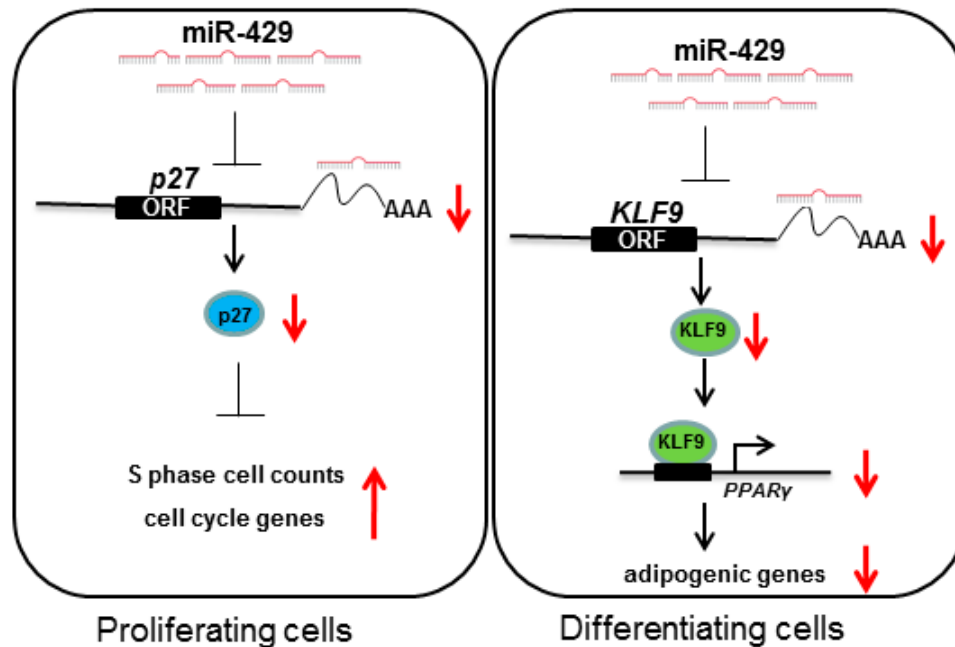 miR-429
p27
ORF
AAA
p27
S phase cell counts
cell cycle genes
Proliferating cells
miR-429
KLF9
ORF
AAA
KLF9
KLF9
PPARγ
adipogenic genes
Differentiating cells